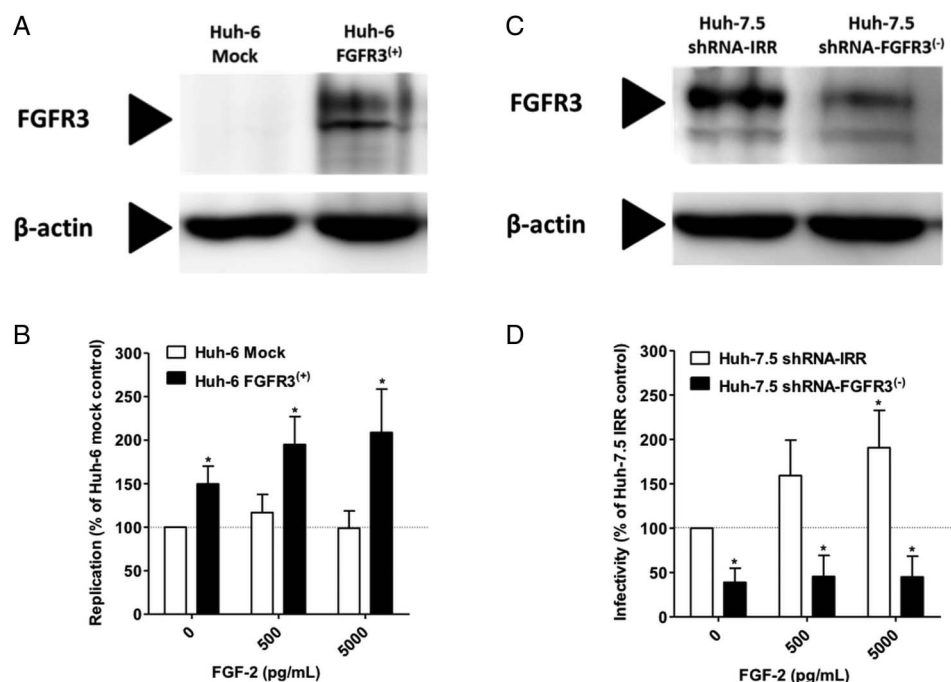 A
Huh-6
Mock
Huh-6
FGFR3(+)
FGFR3
β-actin
B
Huh-6 Mock
Huh-6 FGFR3(+)
Replication (% of Huh-6 mock control)
300
250
200
150
100
50
0
*
*
*
0
500
5000
FGF-2 (pg/mL)
C
Huh-7.5
shRNA-IRR
Huh-7.5
shRNA-FGFR3(-)
FGFR3
β-actin
D
Huh-7.5 shRNA-IRR
Huh-7.5 shRNA-FGFR3(-)
Infectivity (% of Huh-7.5 IRR control)
300
250
200
150
100
50
0
*
*
*
*
0
500
5000
FGF-2 (pg/mL)